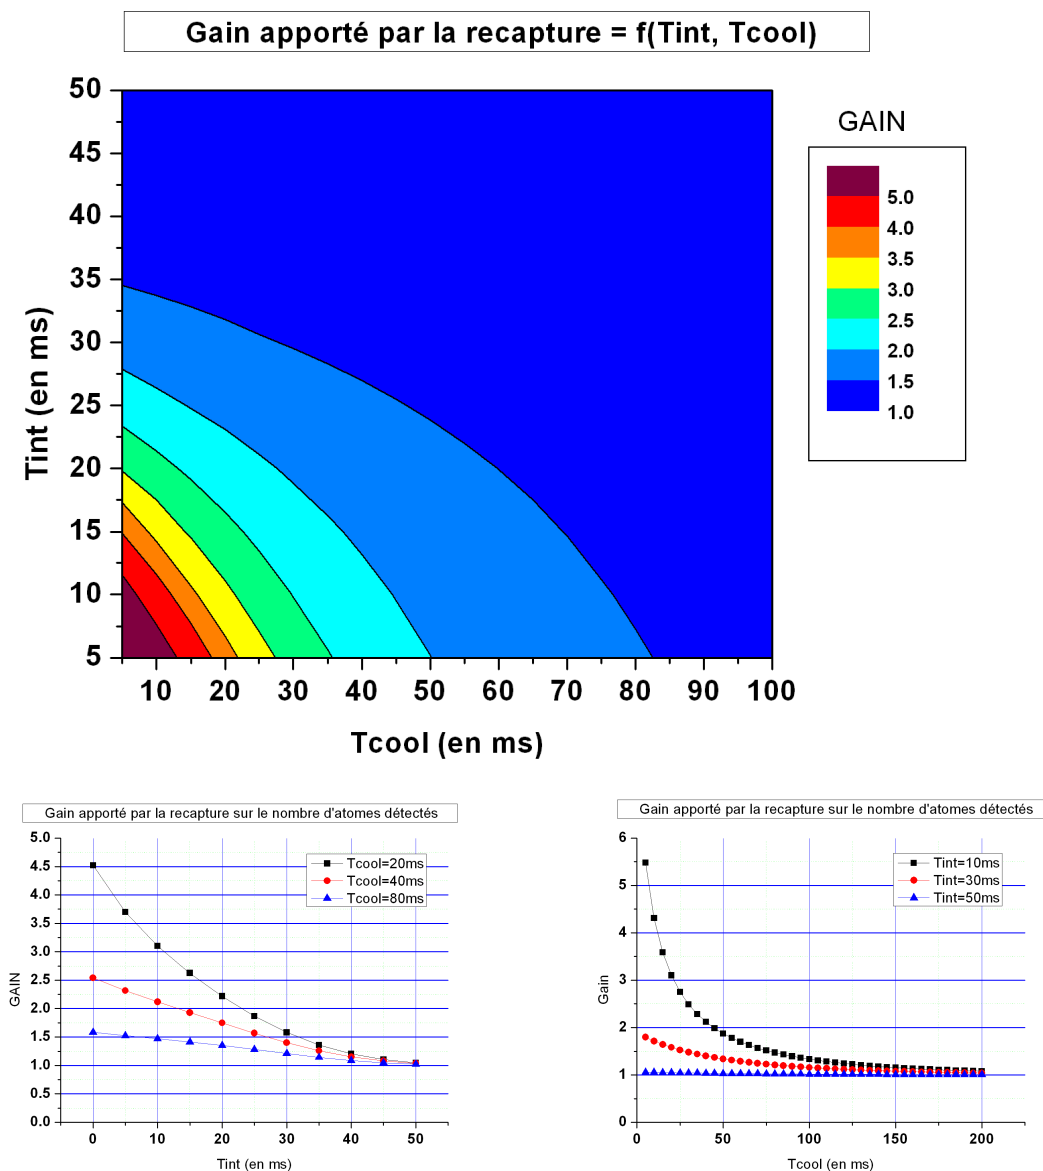 Gain apporté par la recapture = f(Tint, Tcool)
50
45
40
35
30
25
20
15
10
5
Tint (en ms)
10 20 30 40 50 60 70 80 90 100
Tcool (en ms)
GAIN
5.0
4.0
3.5
3.0
2.5
2.0
1.5
1.0
Gain apporté par la recapture sur le nombre d'atomes détectés
5.0
4.5
4.0
3.5
3.0
2.5
2.0
1.5
1.0
0.5
0.0
GAIN
Tcool=20ms
Tcool=40ms
Tcool=80ms
0 10 20 30 40 50
Tint (en ms)
Gain apporté par la recapture sur le nombre d'atomes détectés
6
5
4
3
2
1
0
Gain
Tint=10ms
Tint=30ms
Tint=50ms
0 50 100 150 200
Tcool (en ms)